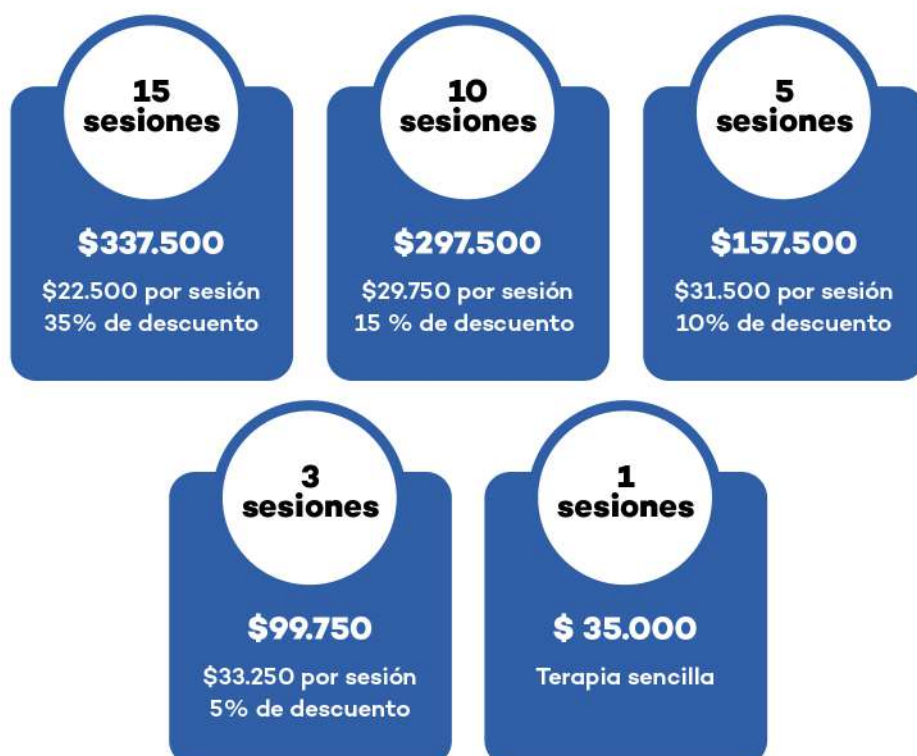 15
sesiones
$337.500
$22.500 por sesión
35% de descuento
10
sesiones
$297.500
$29.750 por sesión
15 % de descuento
5
sesiones
$157.500
$31.500 por sesión
10% de descuento
3
sesiones
$99.750
$33.250 por sesión
5% de descuento
1
sesiones
$ 35.000
Terapia sencilla